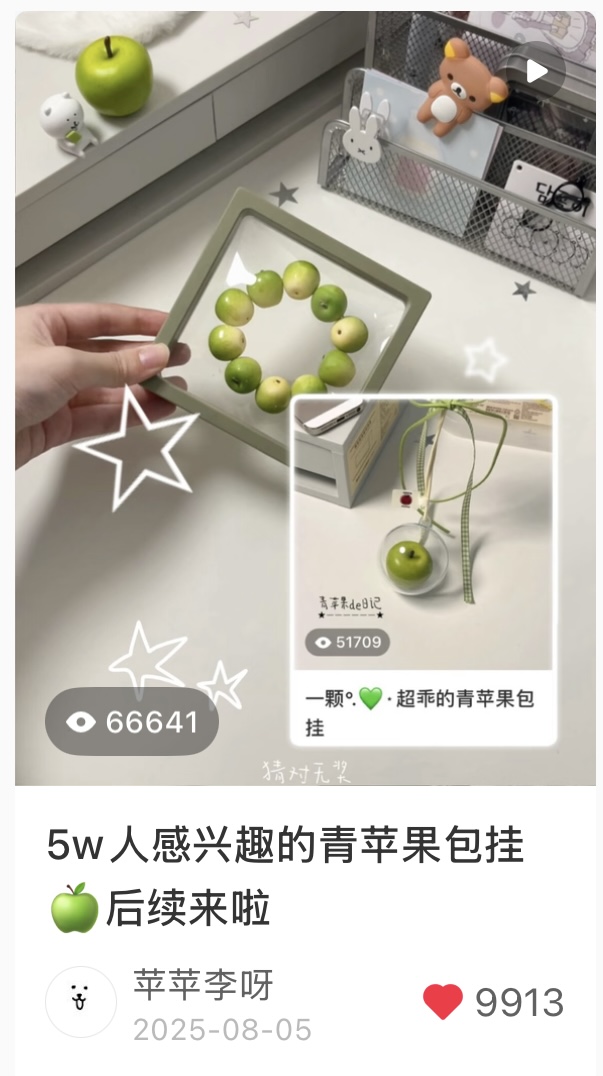 青苹果de日记
51709
一颗°.💚·超乖的青苹果包
挂
66641
猜对无奖
5w人感兴趣的青苹果包挂
🍏后续来啦
苹苹李呀
2025-08-05
9913